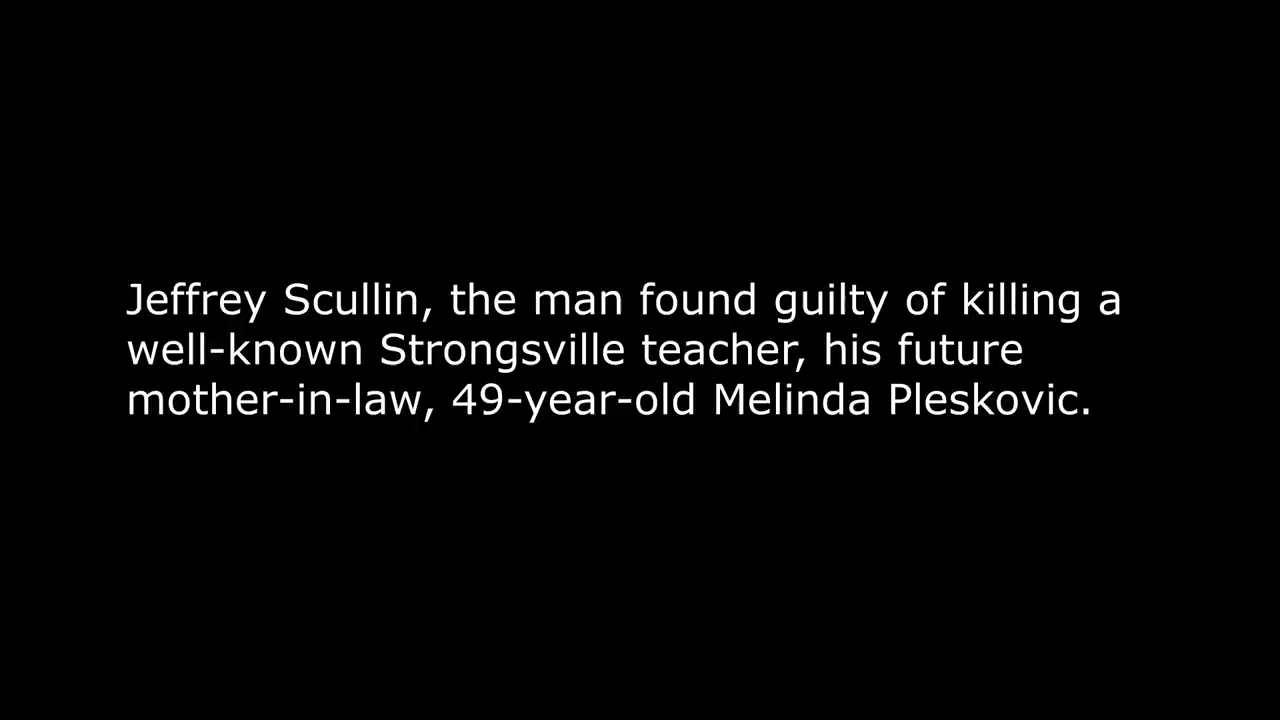 Jeffrey Scullin, the man found guilty of killing a
well-known Strongsville teacher, his future
mother-in-law, 49-year-old Melinda Pleskovic.